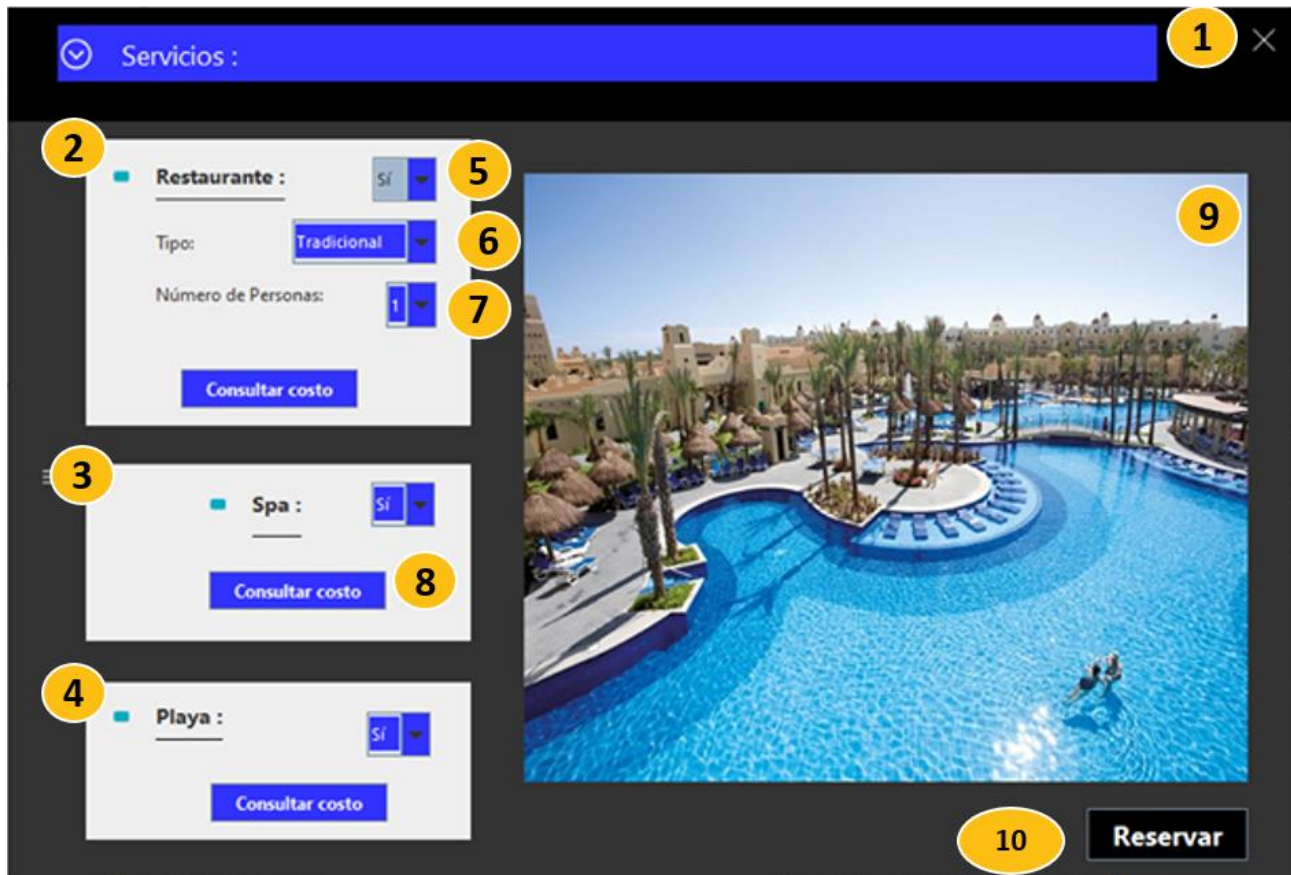 Servicios :
1
2
Restaurante :
Sí
5
Tipo:
Tradicional
6
Número de Personas:
1
7
Consultar costo
3
Spa :
Sí
Consultar costo
8
4
Playa :
Sí
Consultar costo
9
10
Reservar